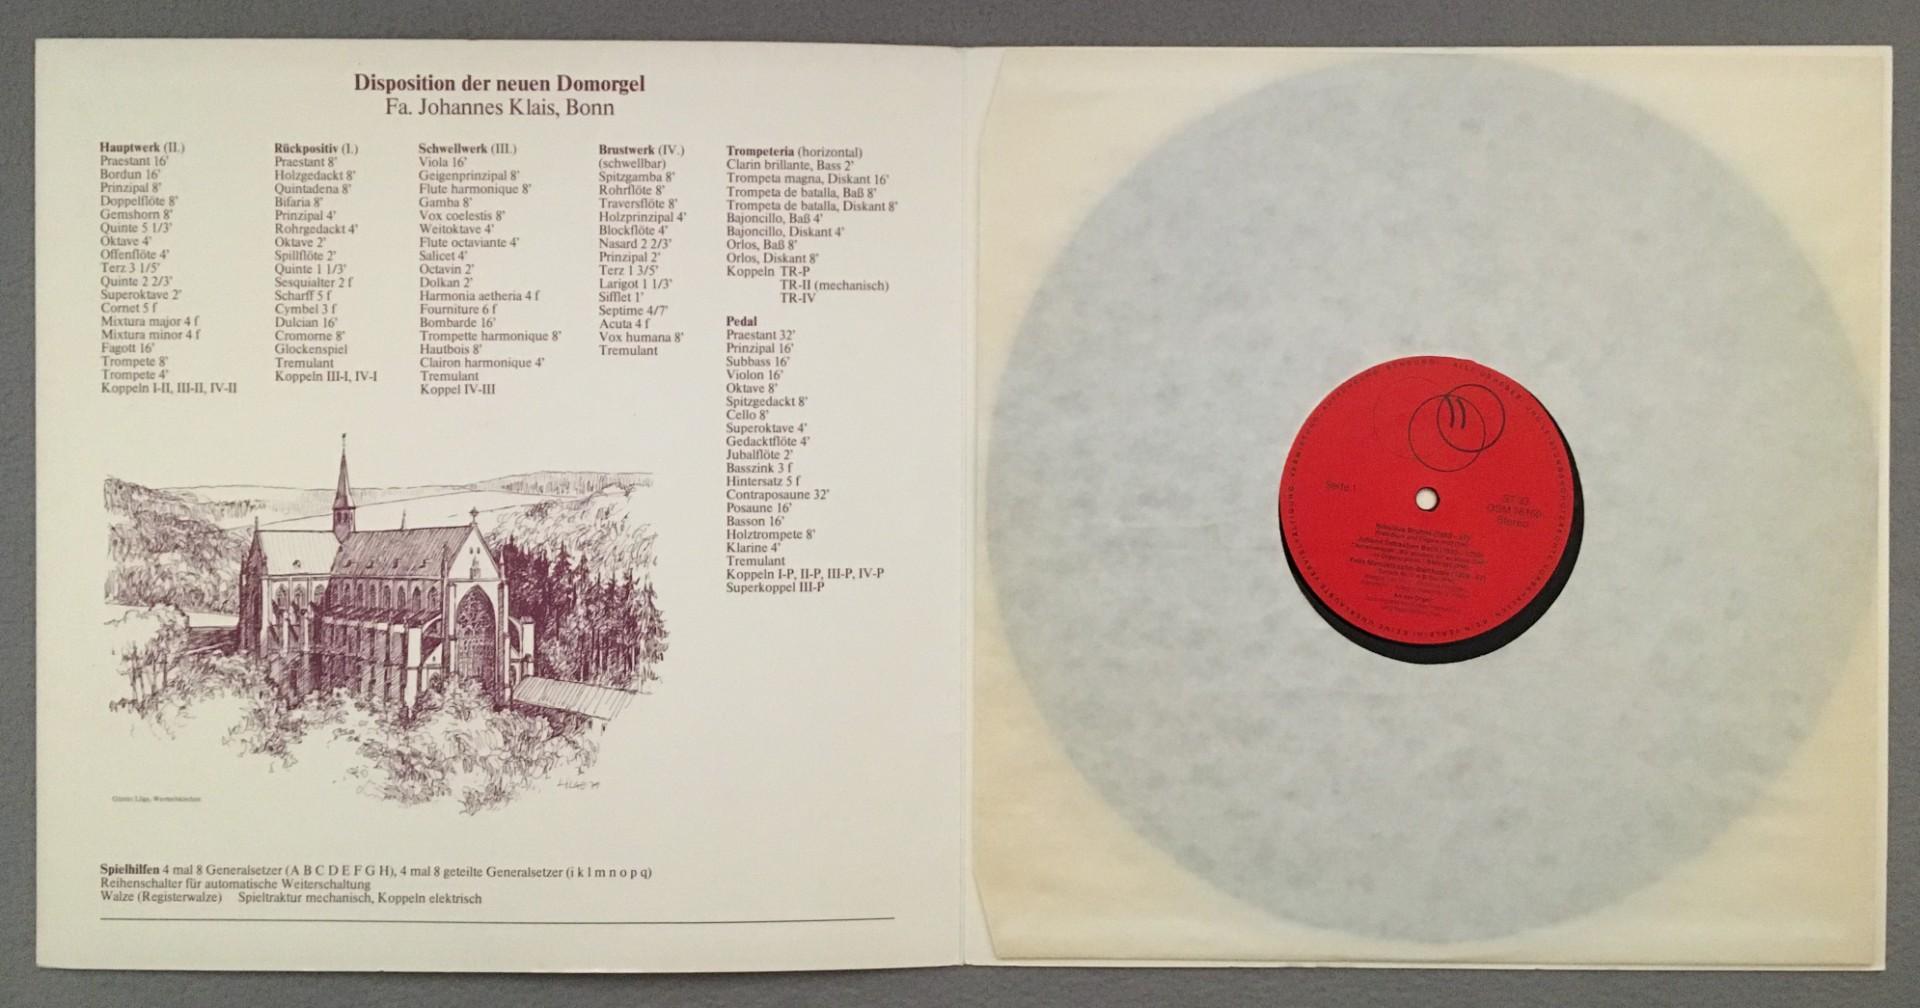 Disposition der neuen Domorgel
Fa. Johannes Klais, Bonn
Hauptwerk (II.)
Praestant 16'
Bordun 16'
Prinzipal 8'
Doppelflöte 8'
Gemshorn 8'
Quinte 5 1/3'
Oktave 4'
Offenflöte 4'
Terz 3 1/5'
Quinte 2 2/3'
Superoktave 2'
Cornet 5 f
Mixtura major 4 f
Mixtura minor 4 f
Fagott 16'
Trompete 8'
Trompete 4'
Koppeln I-II, III-II, IV-II
Rückpositiv (I.)
Praestant 8'
Holzgedackt 8'
Quintadena 8'
Bifaria 8'
Prinzipal 4'
Rohrgedackt 4'
Oktave 2'
Spillflöte 2'
Quinte 1 1/3'
Sesquialter 2 f
Scharff 5 f
Cymbel 3 f
Dulcian 16'
Cromorne 8'
Glockenspiel
Tremulant
Koppeln III-I, IV-I
Schwellwerk (III.)
Viola 16'
Geigenprinzipal 8'
Flute harmonique 8'
Gamba 8'
Vox coelestis 8'
Weitoktave 4'
Flute octaviante 4'
Salicet 4'
Octavin 2'
Dolkan 2'
Harmonia aetheria 4 f
Fourniture 6 f
Bombarde 16'
Trompette harmonique 8'
Hautbois 8'
Clairon harmonique 4'
Tremulant
Koppel IV-III
Brustwerk (IV.)
(schwellbar)
Spitzgamba 8'
Rohrflöte 8'
Traversflöte 8'
Holzprinzipal 4'
Blockflöte 4'
Nasard 2 2/3'
Prinzipal 2'
Terz 1 3/5'
Larigot 1 1/3'
Sifflet 1'
Septime 4/7'
Acuta 4 f
Vox humana 8'
Tremulant
Trompeteria (horizontal)
Clarin brillante, Bass 2'
Trompeta magna, Diskant 16'
Trompeta de batalla, Baß 8'
Trompeta de batalla, Diskant 8'
Bajoncillo, Baß 4'
Bajoncillo, Diskant 4'
Orlos, Baß 8'
Orlos, Diskant 8'
Koppeln TR-P
TR-II (mechanisch)
TR-IV
Pedal
Praestant 32'
Prinzipal 16'
Subbass 16'
Violon 16'
Oktave 8'
Spitzgedackt 8'
Cello 8'
Superoktave 4'
Gedacktflöte 4'
Jubalflöte 2'
Basszink 3 f
Hintersatz 5 f
Contraposaune 32'
Posaune 16'
Basson 16'
Holztrompete 8'
Klarine 4'
Tremulant
Koppeln I-P, II-P, III-P, IV-P
Superkoppel III-P
Spielhilfen 4 mal 8 Generalsetzer (A B C D E F G H), 4 mal 8 geteilte Generalsetzer (i k l m n o p q)
Reihenschalter für automatische Weiterschaltung
Walze (Registerwalze) Spieltraktur mechanisch, Koppeln elektrisch
Seite 1
ST 33
Stereo